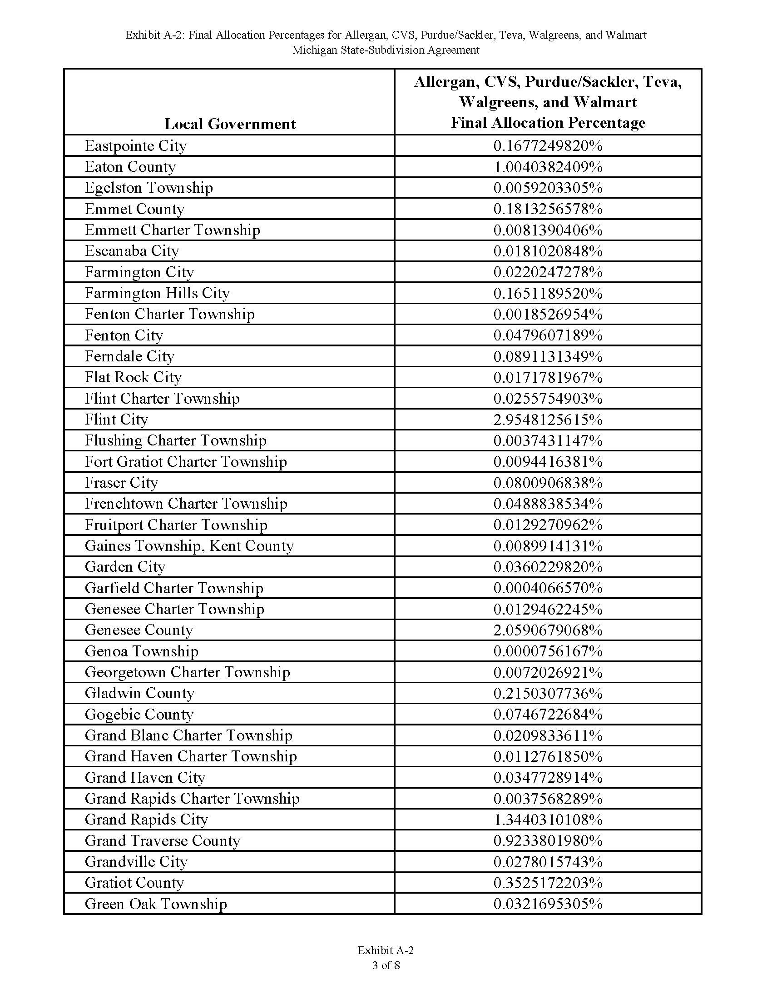 Exhibit A-2: Final Allocation Percentages for Allergan, CVS, Purdue/Sackler, Teva, Walgreens, and Walmart
Michigan State-Subdivision Agreement
Local Government
Allergan, CVS, Purdue/Sackler, Teva,
Walgreens, and Walmart
Final Allocation Percentage
Eastpointe City 0.1677249820%
Eaton County 1.0040382409%
Egelston Township 0.0059203305%
Emmet County 0.1813256578%
Emmett Charter Township 0.0081390406%
Escanaba City 0.0181020848%
Farmington City 0.0220247278%
Farmington Hills City 0.1651189520%
Fenton Charter Township 0.0018526954%
Fenton City 0.0479607189%
Ferndale City 0.0891131349%
Flat Rock City 0.0171781967%
Flint Charter Township 0.0255754903%
Flint City 2.9548125615%
Flushing Charter Township 0.0037431147%
Fort Gratiot Charter Township 0.0094416381%
Fraser City 0.0800906838%
Frenchtown Charter Township 0.0488838534%
Fruitport Charter Township 0.0129270962%
Gaines Township, Kent County 0.0089914131%
Garden City 0.0360229820%
Garfield Charter Township 0.0004066570%
Genesee Charter Township 0.0129462245%
Genesee County 2.0590679068%
Genoa Township 0.0000756167%
Georgetown Charter Township 0.0072026921%
Gladwin County 0.2150307736%
Gogebic County 0.0746722684%
Grand Blanc Charter Township 0.0209833611%
Grand Haven Charter Township 0.0112761850%
Grand Haven City 0.0347728914%
Grand Rapids Charter Township 0.0037568289%
Grand Rapids City 1.3440310108%
Grand Traverse County 0.9233801980%
Grandville City 0.0278015743%
Gratiot County 0.3525172203%
Green Oak Township 0.0321695305%
Exhibit A-2
3 of 8